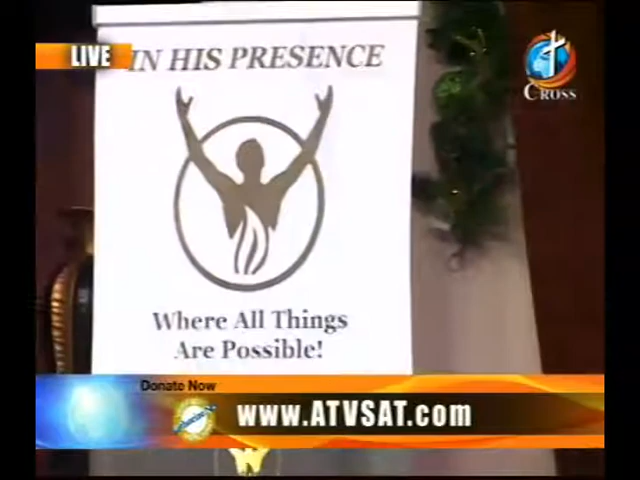 LIVE
IN HIS PRESENCE
CROSS
Where All Things
Are Possible!
Donate Now
www.ATVSAT.com